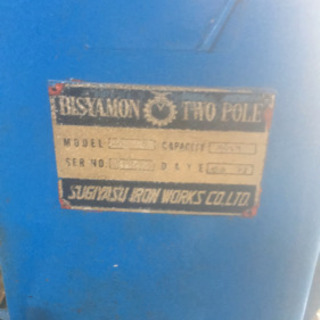 BISYAMON TWO POLE
MODEL CAPACITY
SER NO. DATE
SUGIYASU IRON WORKS CO.LTD.